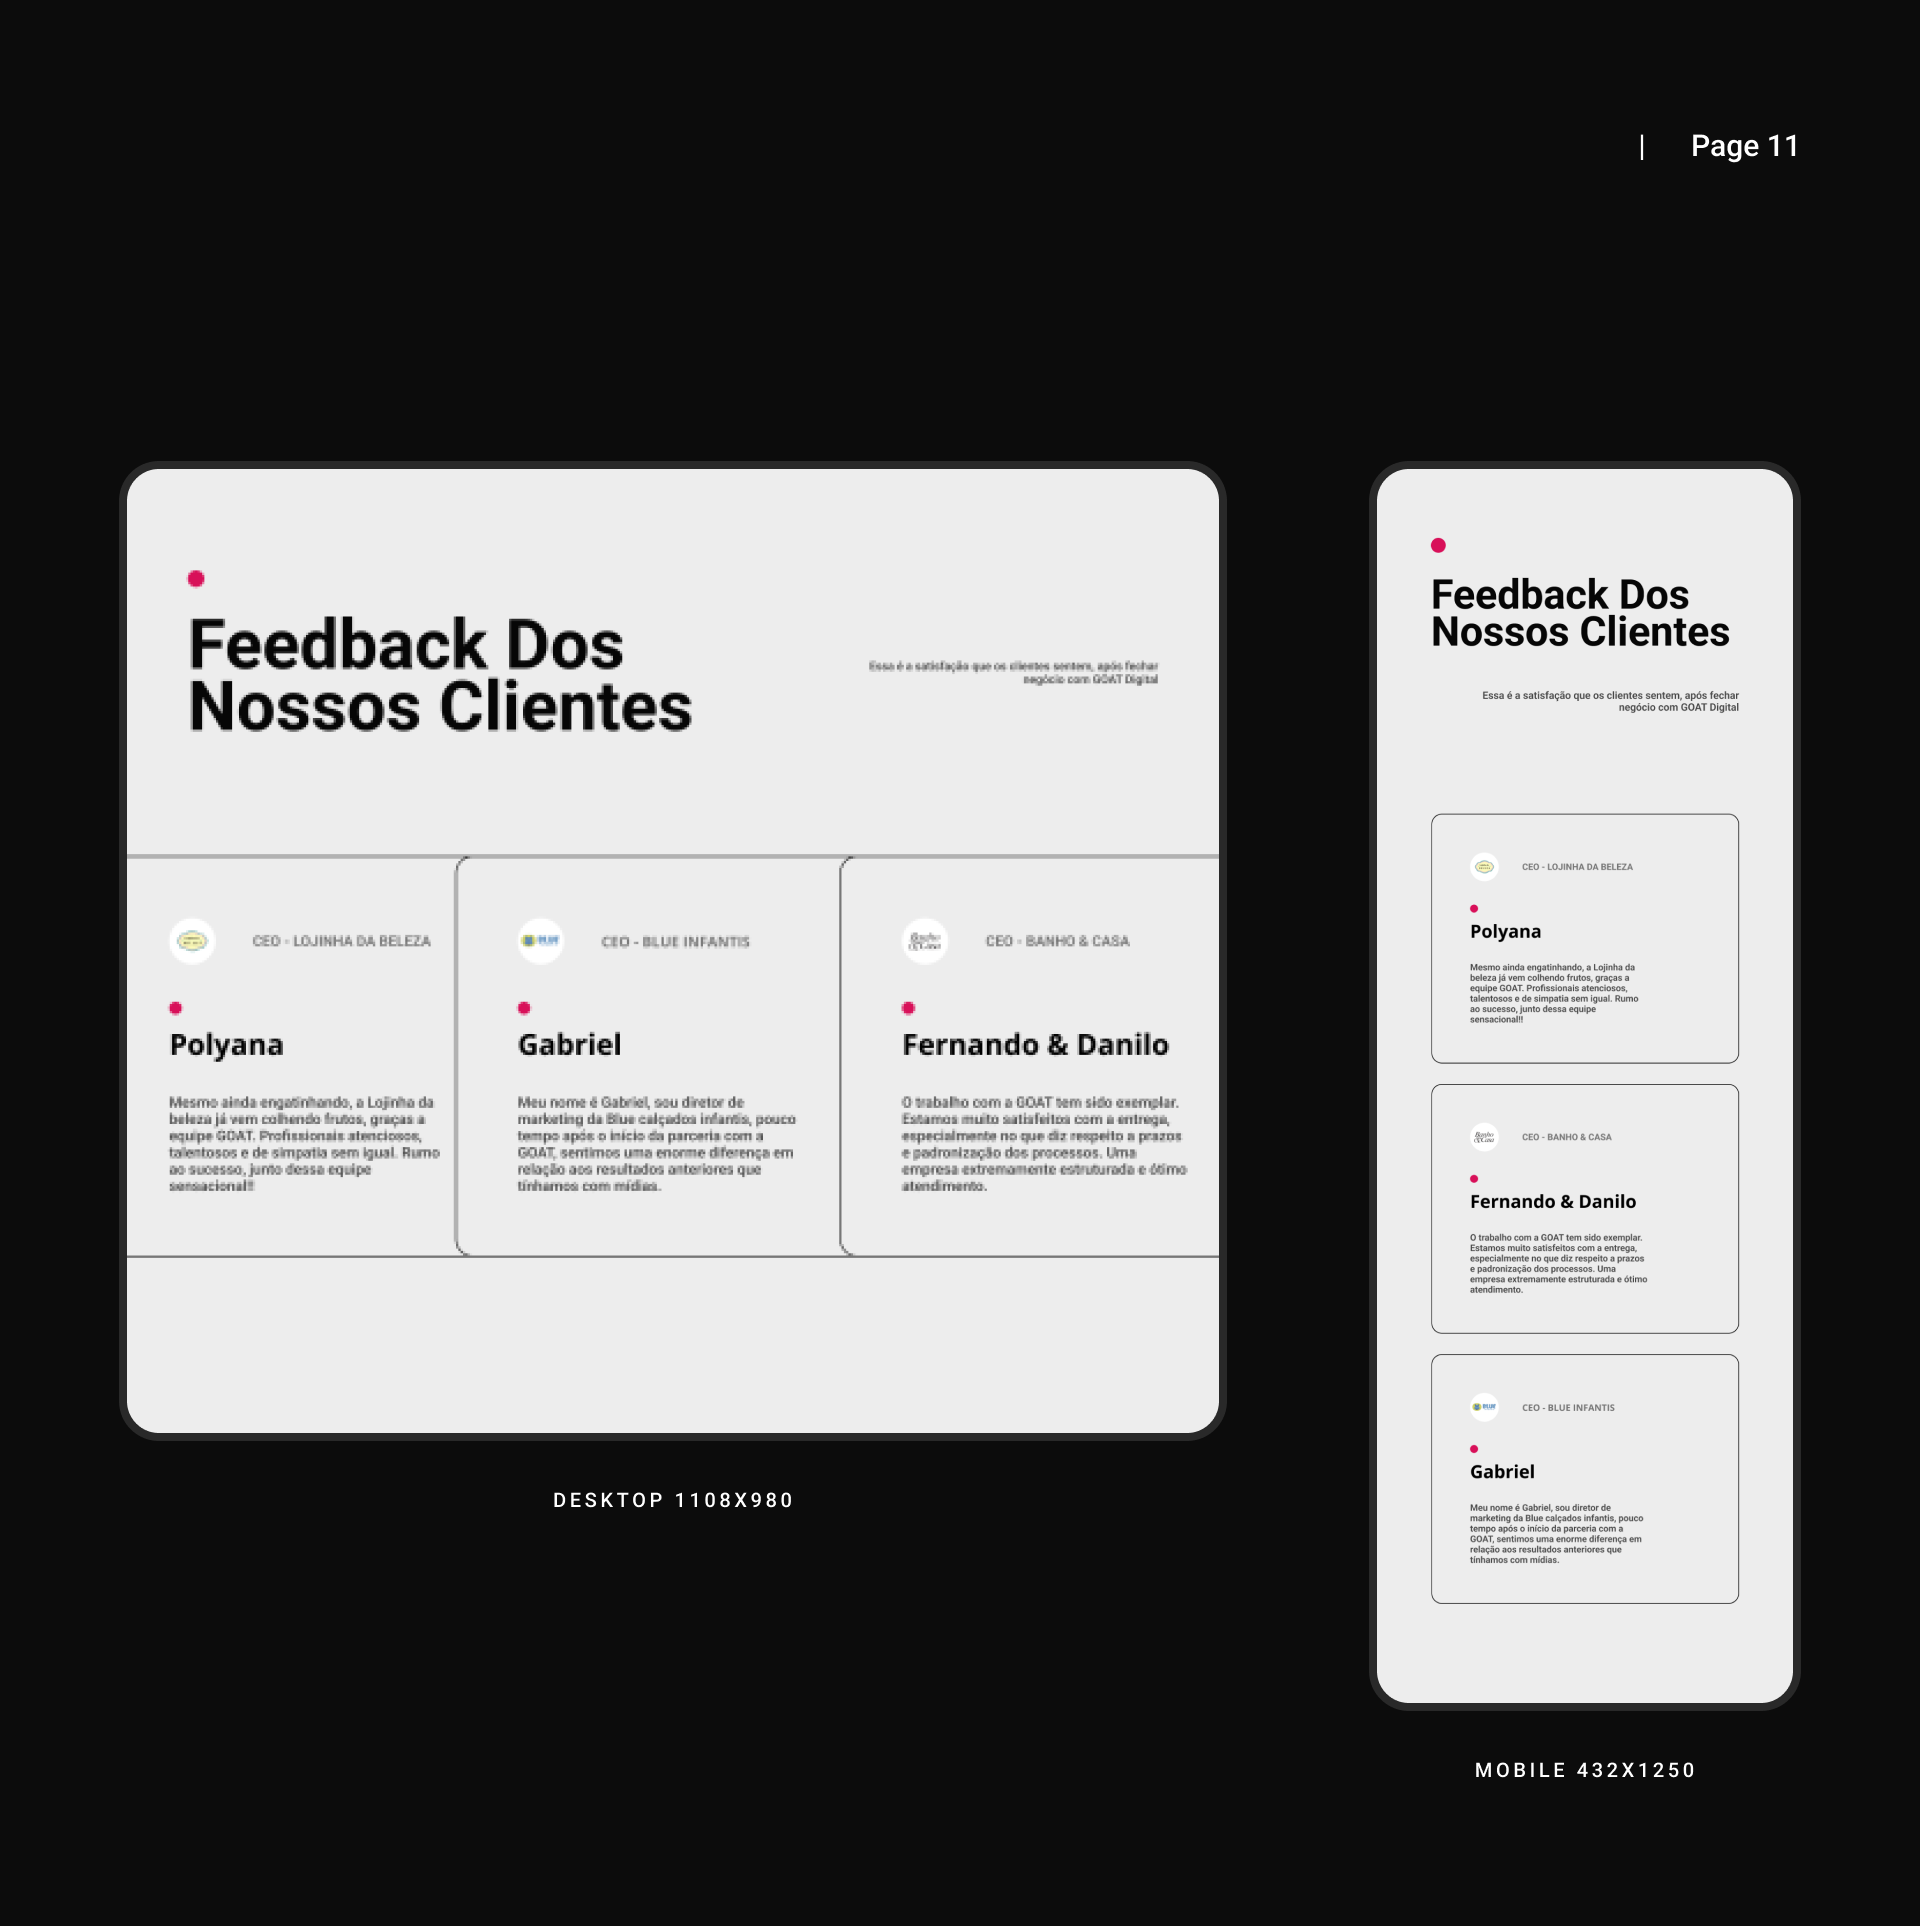 | Page 11
Feedback Dos
Nossos Clientes
Essa é a satisfação que os clientes sentem, após fechar
negócio com GOAT Digital
CEO - LOJINHA DA BELEZA
Polyana
Mesmo ainda engatinhando, a Lojinha da
beleza já vem colhendo frutos, graças a
equipe GOAT. Profissionais atenciosos,
talentosos e de simpatia sem igual. Rumo
ao sucesso, junto dessa equipe
sensacional!!
BLUE
CEO - BLUE INFANTIS
Gabriel
Meu nome é Gabriel, sou diretor de
marketing da Blue calçados infantis, pouco
tempo após o início da parceria com a
GOAT, sentimos uma enorme diferença em
relação aos resultados anteriores que
tínhamos com mídias.
Banho
&Casa
CEO - BANHO & CASA
Fernando & Danilo
O trabalho com a GOAT tem sido exemplar.
Estamos muito satisfeitos com a entrega,
especialmente no que diz respeito a prazos
e padronização dos processos. Uma
empresa extremamente estruturada e ótimo
atendimento.
DESKTOP 1108X980
Feedback Dos
Nossos Clientes
Essa é a satisfação que os clientes sentem, após fechar
negócio com GOAT Digital
CEO - LOJINHA DA BELEZA
Polyana
Mesmo ainda engatinhando, a Lojinha da
beleza já vem colhendo frutos, graças a
equipe GOAT. Profissionais atenciosos,
talentosos e de simpatia sem igual. Rumo
ao sucesso, junto dessa equipe
sensacional!!
Banho
&Casa
CEO - BANHO & CASA
Fernando & Danilo
O trabalho com a GOAT tem sido exemplar.
Estamos muito satisfeitos com a entrega,
especialmente no que diz respeito a prazos
e padronização dos processos. Uma
empresa extremamente estruturada e ótimo
atendimento.
BLUE
CEO - BLUE INFANTIS
Gabriel
Meu nome é Gabriel, sou diretor de
marketing da Blue calçados infantis, pouco
tempo após o início da parceria com a
GOAT, sentimos uma enorme diferença em
relação aos resultados anteriores que
tínhamos com mídias.
MOBILE 432X1250